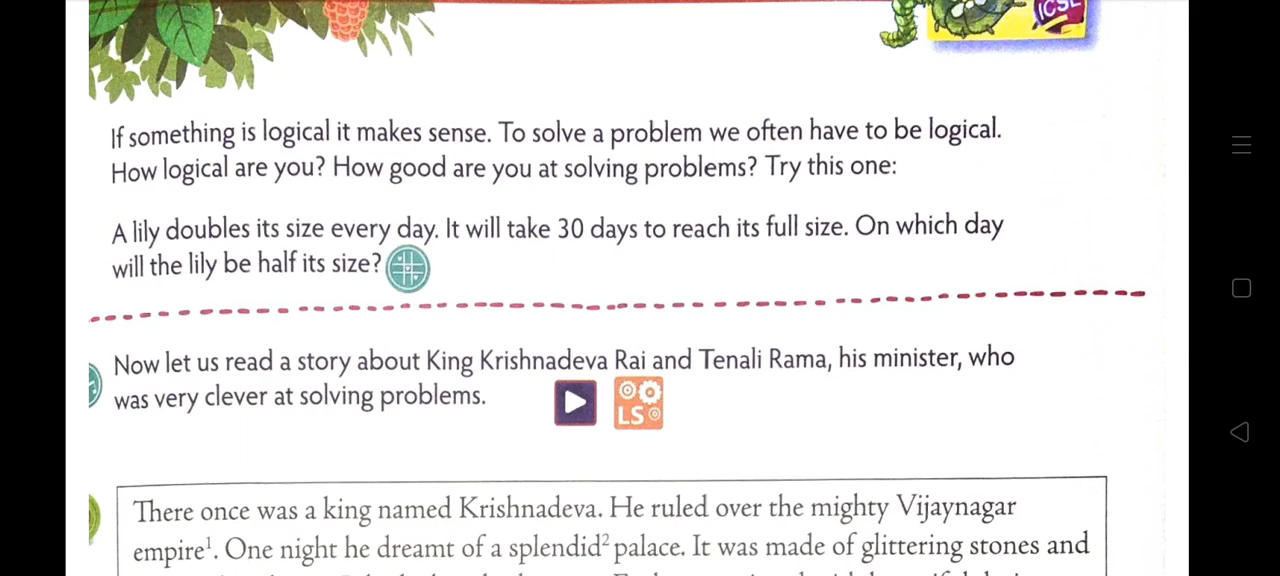 ICSE
If something is logical it makes sense. To solve a problem we often have to be logical.
How logical are you? How good are you at solving problems? Try this one:
A lily doubles its size every day. It will take 30 days to reach its full size. On which day
will the lily be half its size?
Now let us read a story about King Krishnadeva Rai and Tenali Rama, his minister, who
was very clever at solving problems.
LS
There once was a king named Krishnadeva. He ruled over the mighty Vijaynagar
empire¹. One night he dreamt of a splendid² palace. It was made of glittering stones and